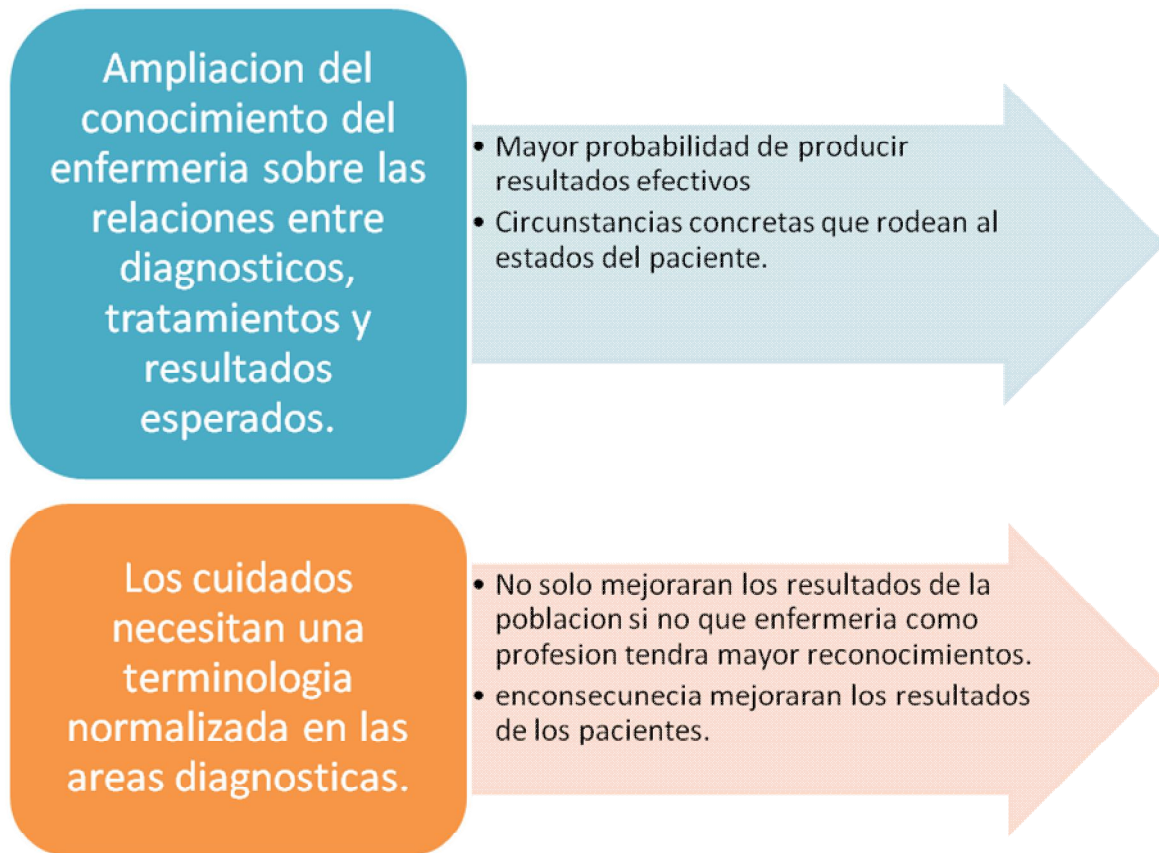 Ampliacion del
conocimiento del
enfermeria sobre las
relaciones entre
diagnosticos,
tratamientos y
resultados
esperados.
• Mayor probabilidad de producir
resultados efectivos
• Circunstancias concretas que rodean al
estados del paciente.
Los cuidados
necesitan una
terminologia
normalizada en las
areas diagnosticas.
• No solo mejoraran los resultados de la
poblacion si no que enfermeria como
profesion tendra mayor reconocimientos.
• enconsecunecia mejoraran los resultados
de los pacientes.